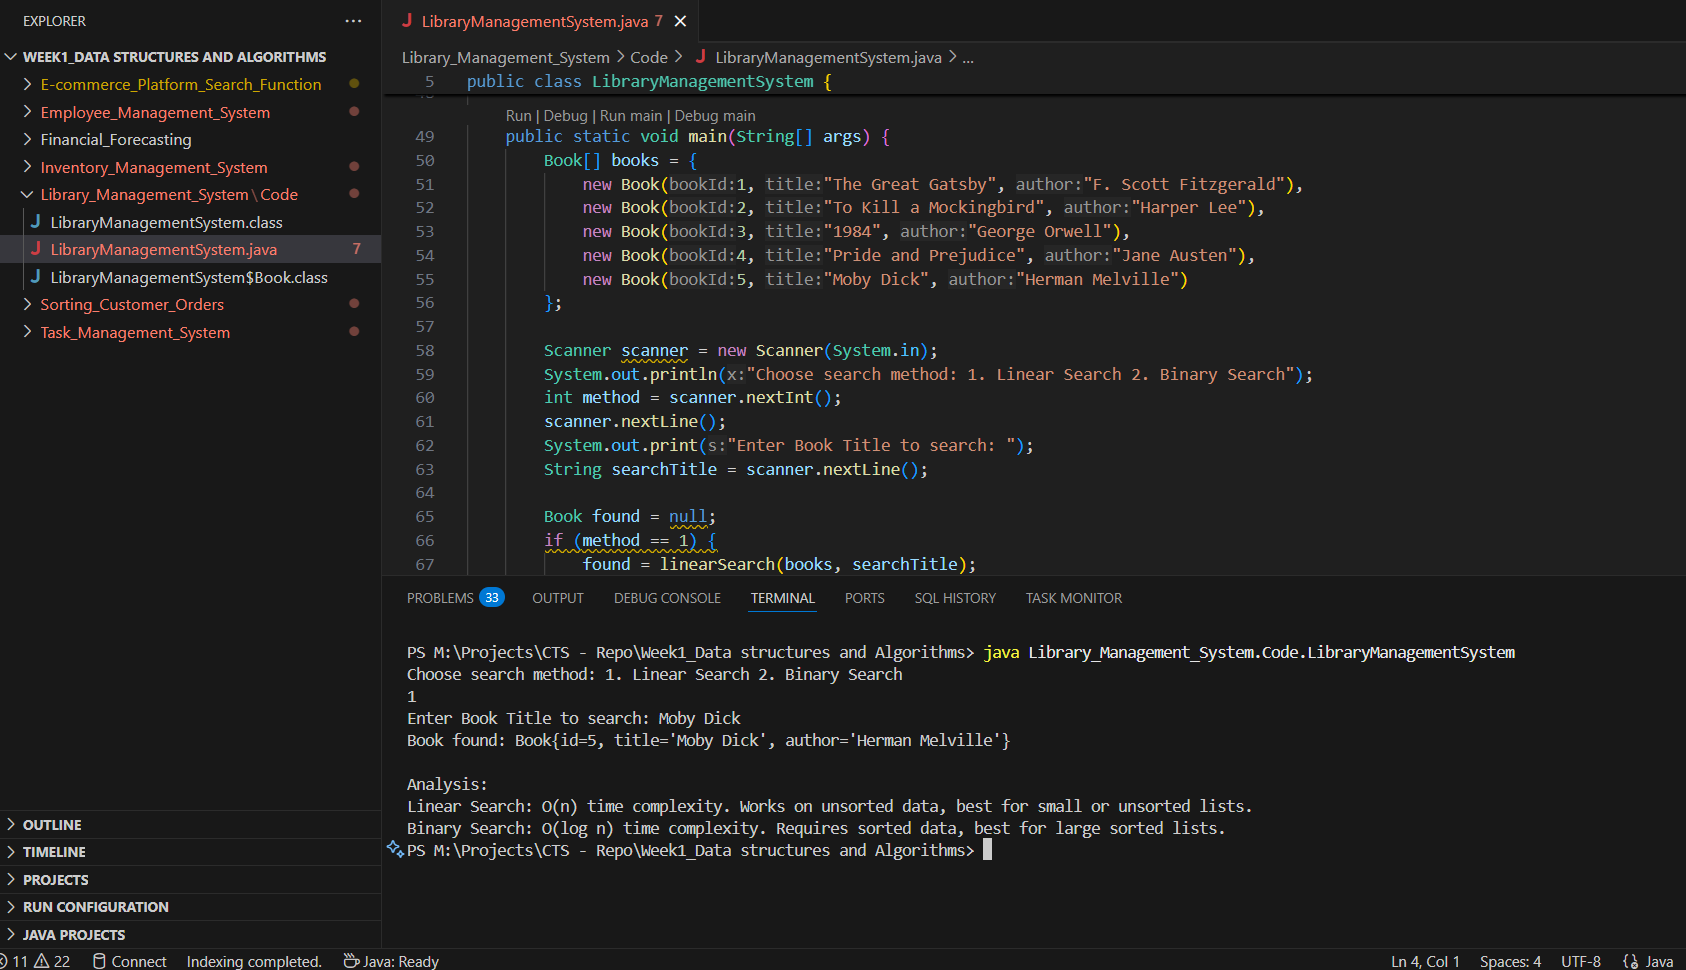 EXPLORER
WEEK1_DATA STRUCTURES AND ALGORITHMS
E-commerce_Platform_Search_Function
Employee_Management_System
Financial_Forecasting
Inventory_Management_System
Library_Management_System\Code
J LibraryManagementSystem.class
J LibraryManagementSystem.java 7
J LibraryManagementSystem$Book.class
Sorting_Customer_Orders
Task_Management_System
OUTLINE
TIMELINE
PROJECTS
RUN CONFIGURATION
JAVA PROJECTS
J LibraryManagementSystem.java 7
Library_Management_System > Code > J LibraryManagementSystem.java > ...
5 public class LibraryManagementSystem {
Run | Debug | Run main | Debug main
49 public static void main(String[] args) {
50 Book[] books = {
51 new Book(bookId:1, title:"The Great Gatsby", author:"F. Scott Fitzgerald"),
52 new Book(bookId:2, title:"To Kill a Mockingbird", author:"Harper Lee"),
53 new Book(bookId:3, title:"1984", author:"George Orwell"),
54 new Book(bookId:4, title:"Pride and Prejudice", author:"Jane Austen"),
55 new Book(bookId:5, title:"Moby Dick", author:"Herman Melville")
56 };
57
58 Scanner scanner = new Scanner(System.in);
59 System.out.println(x:"Choose search method: 1. Linear Search 2. Binary Search");
60 int method = scanner.nextInt();
61 scanner.nextLine();
62 System.out.print(s:"Enter Book Title to search: ");
63 String searchTitle = scanner.nextLine();
64
65 Book found = null;
66 if (method == 1) {
67 found = linearSearch(books, searchTitle);
PROBLEMS 33 OUTPUT DEBUG CONSOLE TERMINAL PORTS SQL HISTORY TASK MONITOR
PS M:\Projects\CTS - Repo\Week1_Data structures and Algorithms> java Library_Management_System.Code.LibraryManagementSystem
Choose search method: 1. Linear Search 2. Binary Search
1
Enter Book Title to search: Moby Dick
Book found: Book{id=5, title='Moby Dick', author='Herman Melville'}
Analysis:
Linear Search: O(n) time complexity. Works on unsorted data, best for small or unsorted lists.
Binary Search: O(log n) time complexity. Requires sorted data, best for large sorted lists.
PS M:\Projects\CTS - Repo\Week1_Data structures and Algorithms>
11 22 Connect Indexing completed. Java: Ready Ln 4, Col 1 Spaces: 4 UTF-8 Java